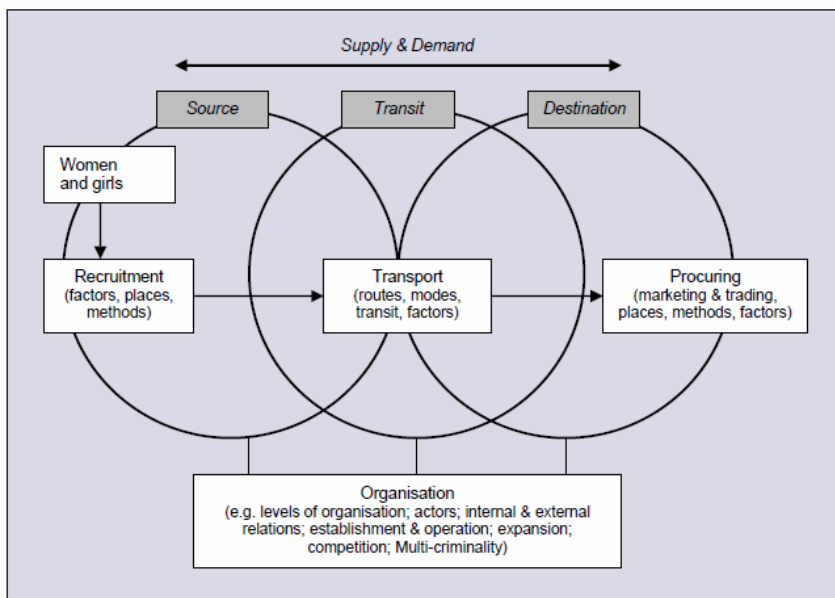 Supply & Demand
Source
Transit
Destination
Women
and girls
Recruitment
(factors, places,
methods)
Transport
(routes, modes,
transit, factors)
Procuring
(marketing & trading,
places, methods, factors)
Organisation
(e.g. levels of organisation; actors; internal & external
relations; establishment & operation; expansion;
competition; Multi-criminality)